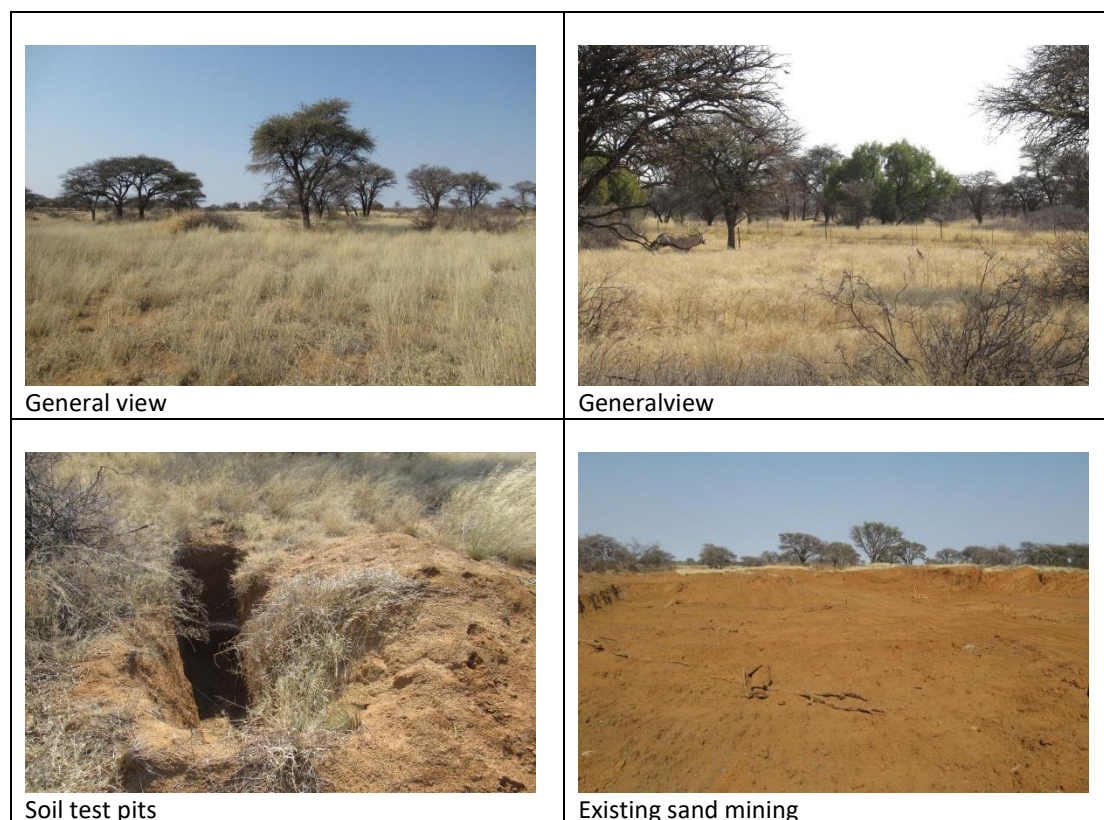 General view
Generalview
Soil test pits
Existing sand mining